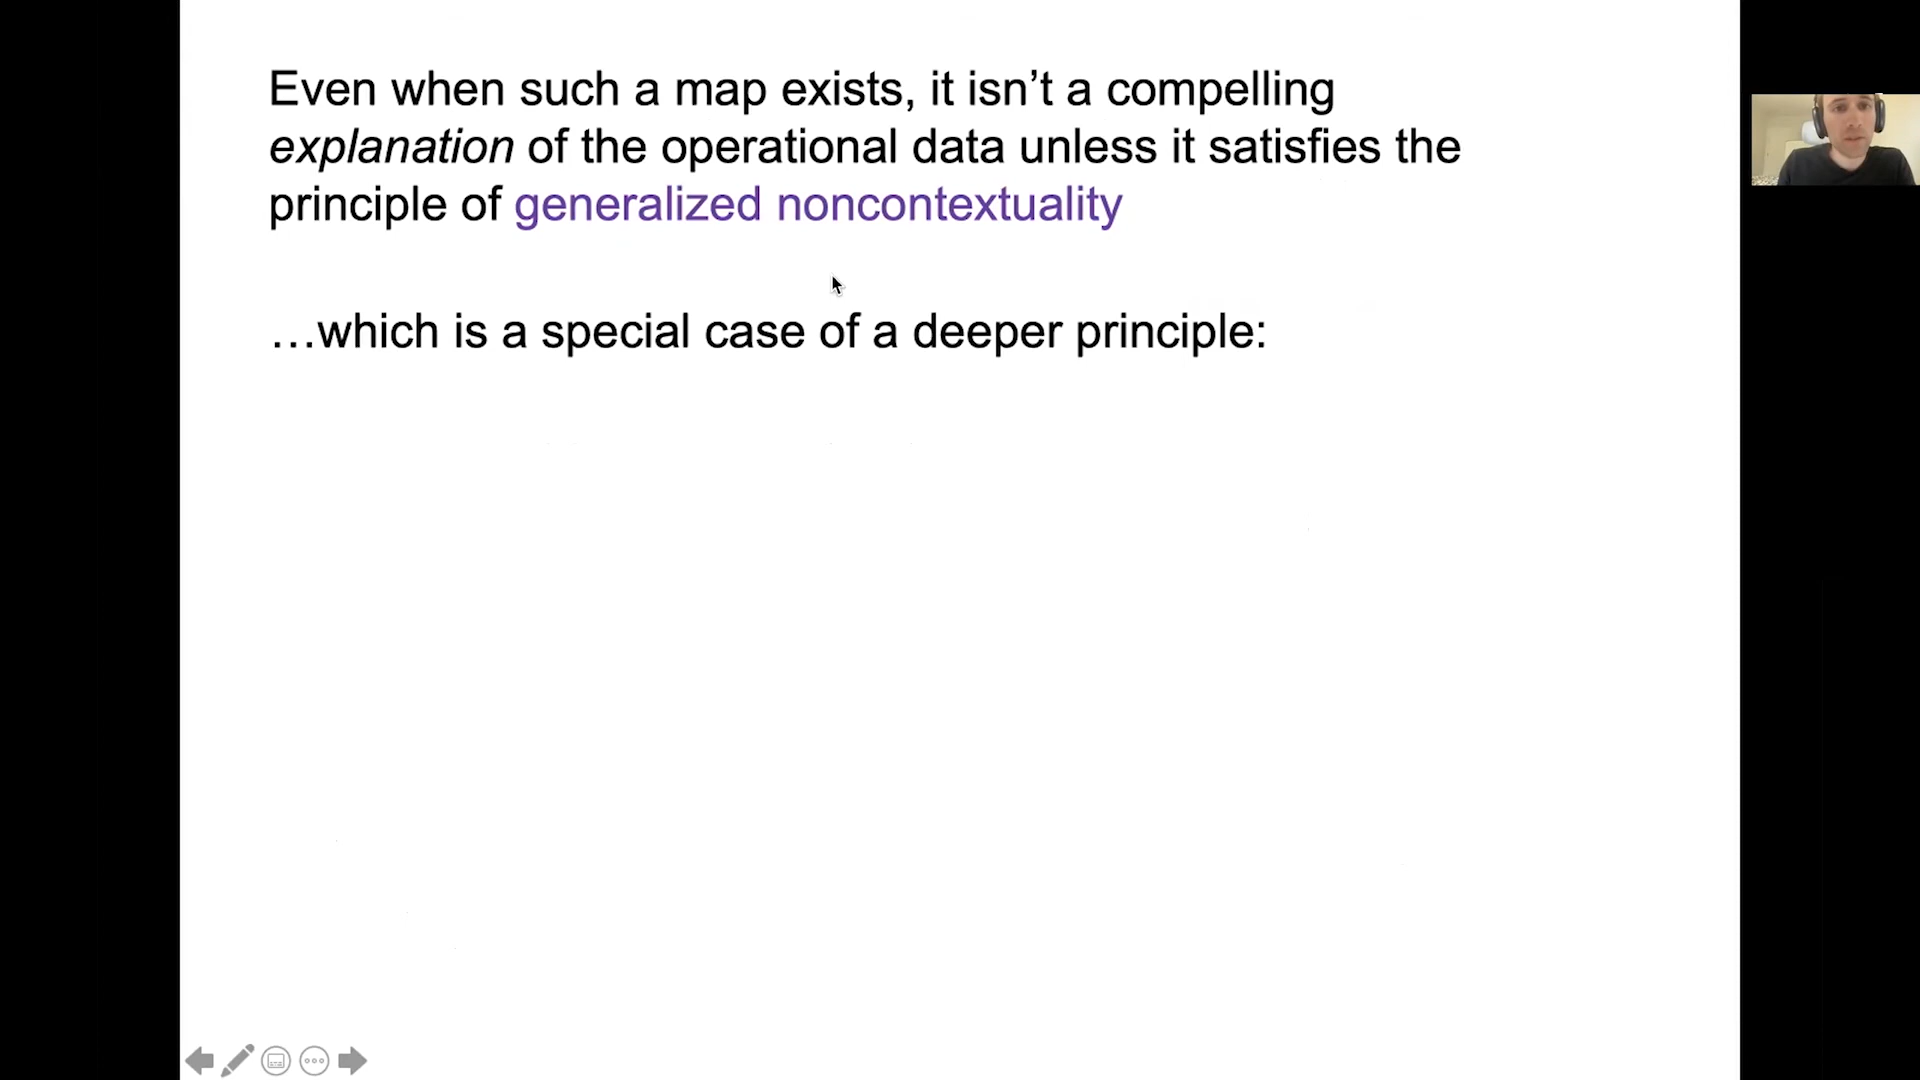 Even when such a map exists, it isn’t a compelling
explanation of the operational data unless it satisfies the
principle of generalized noncontextuality
…which is a special case of a deeper principle: